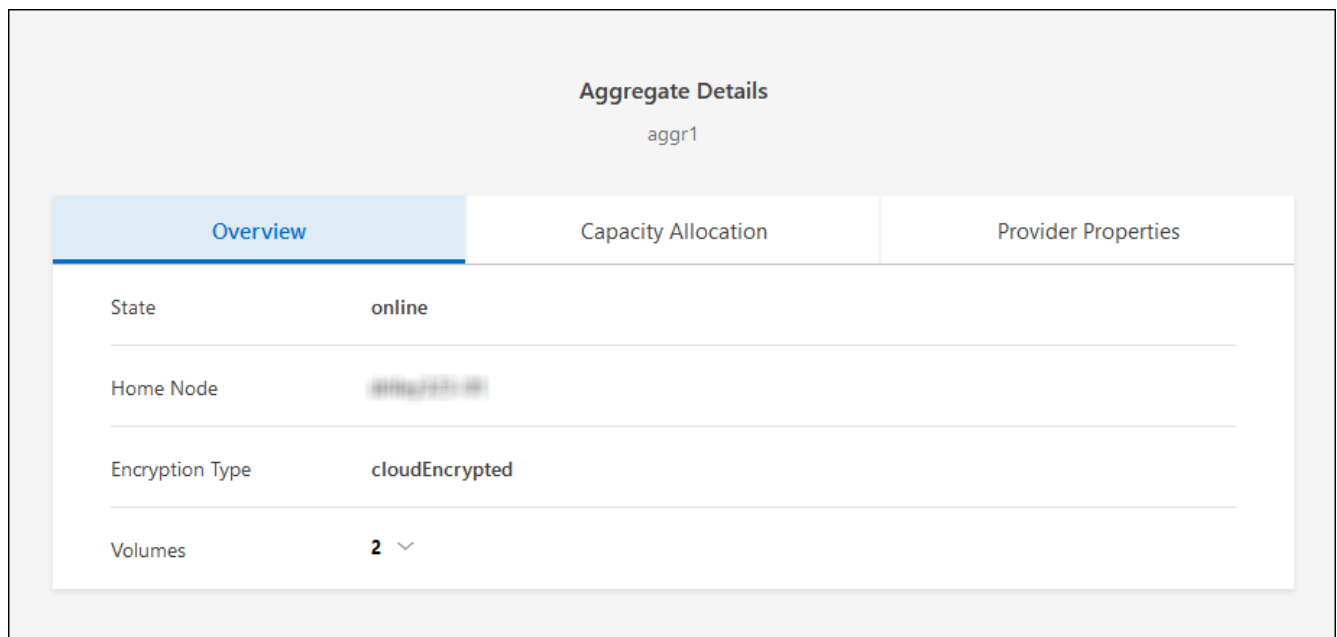 Aggregate Details
aggr1
Overview Capacity Allocation Provider Properties
State online
Home Node
Encryption Type cloudEncrypted
Volumes 2